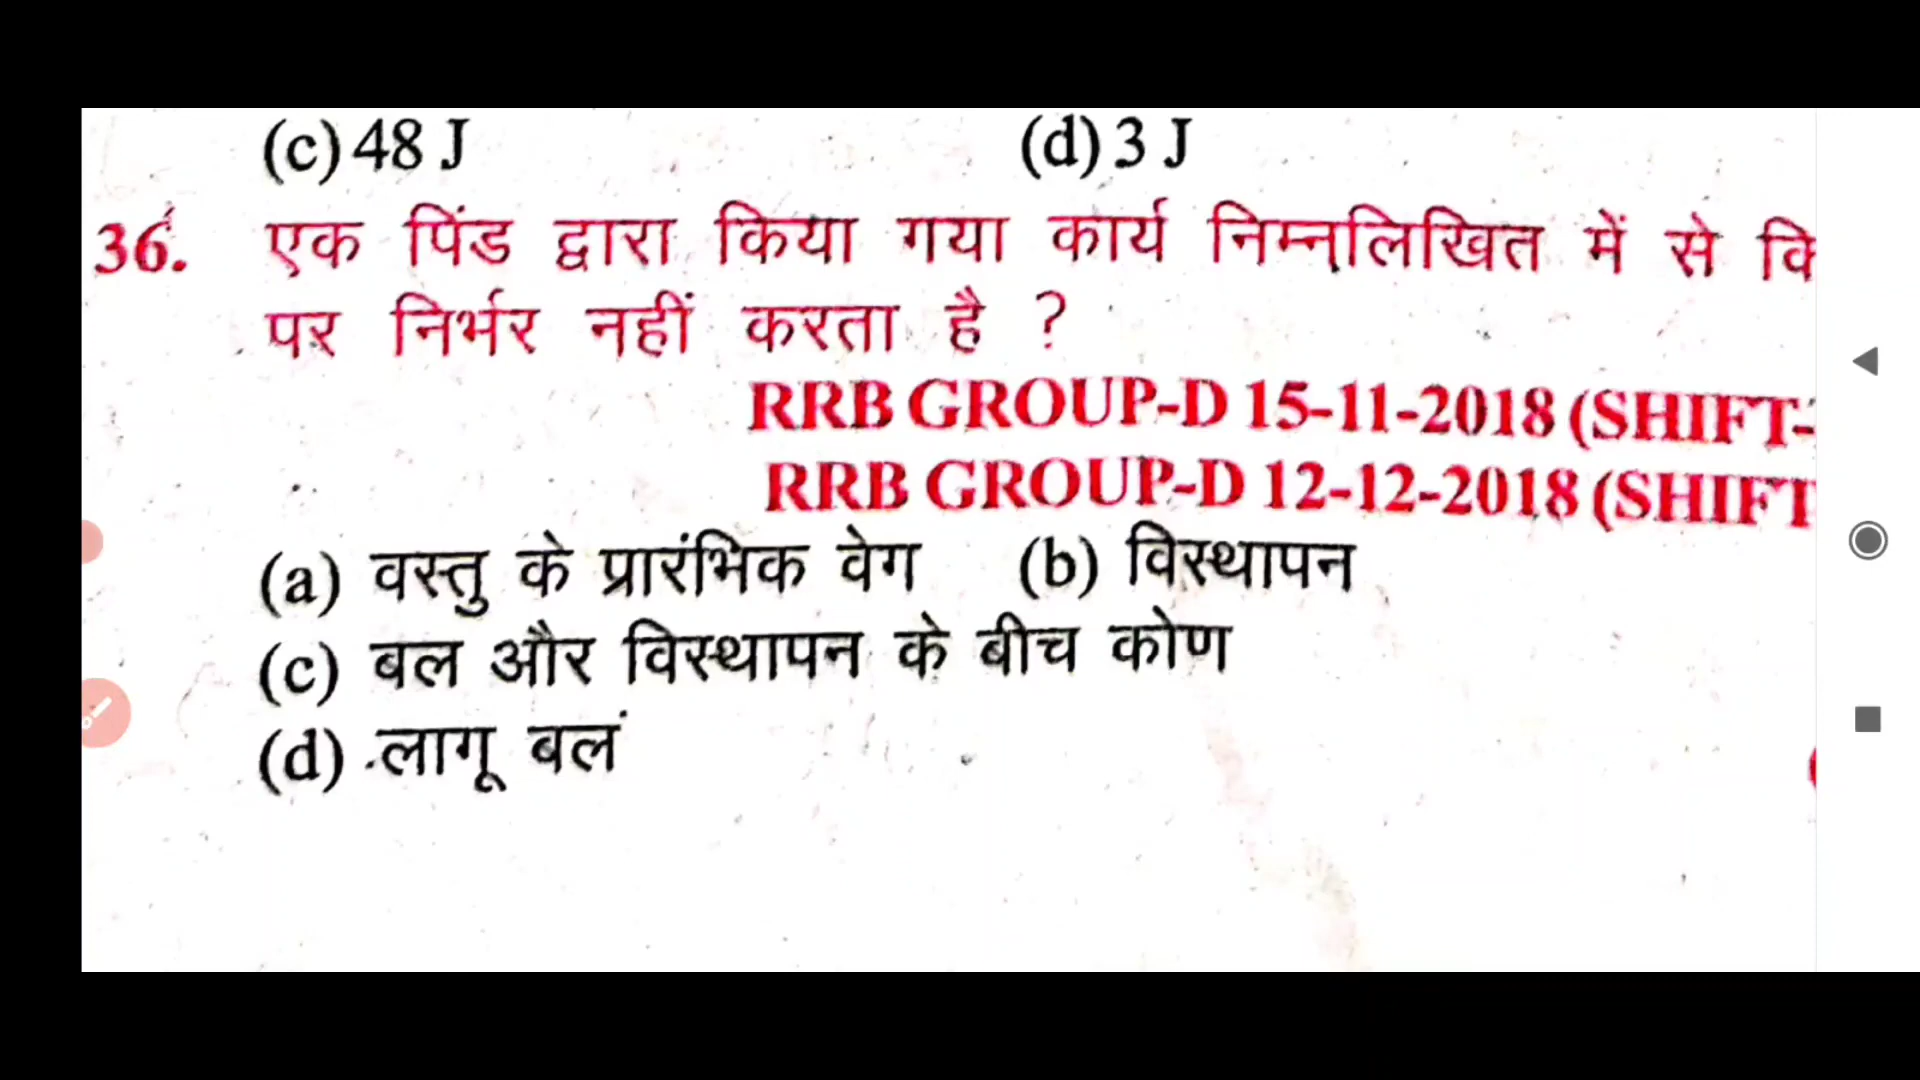 (c) 48 J (d) 3 J
36. एक पिंड द्वारा किया गया कार्य निम्नलिखित में से
पर निर्भर नहीं करता है ?
RRB GROUP-D 15-11-2018 (SHIFT-
RRB GROUP-D 12-12-2018 (SHIFT
(a) वस्तु के प्रारंभिक वेग (b) विस्थापन
(c) बल और विस्थापन के बीच कोण
(d) लागू बल